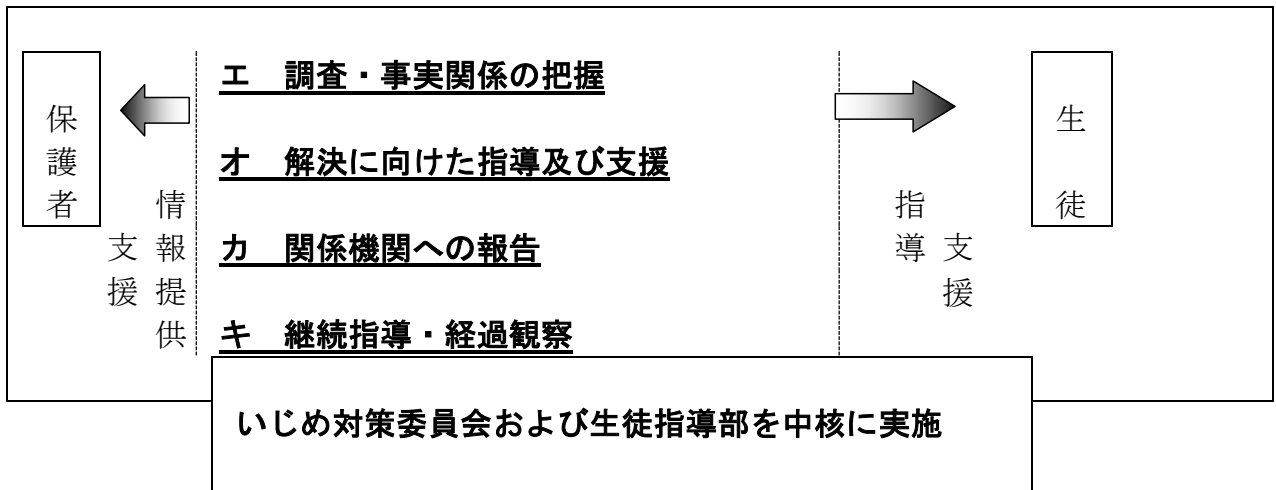 保護者
情報提供
支援
エ 調査・事実関係の把握
オ 解決に向けた指導及び支援
カ 関係機関への報告
キ 継続指導・経過観察
指導
支援
生徒
いじめ対策委員会および生徒指導部を中核に実施